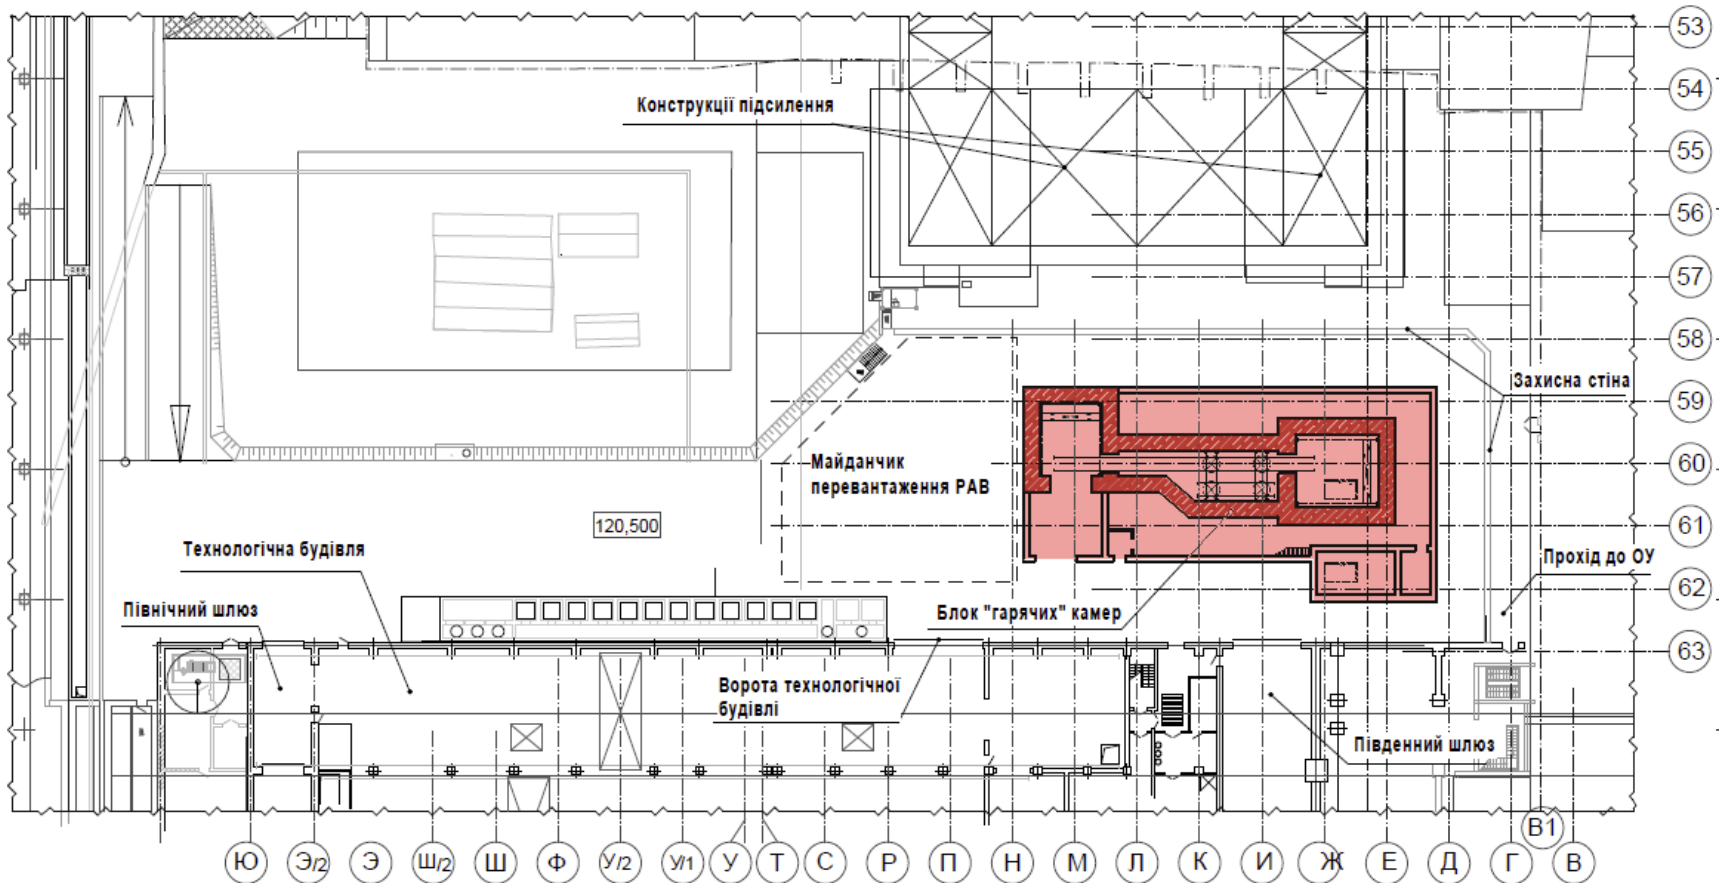 53
54
Конструкції підсилення
55
56
57
58
Захисна стіна
59
Майданчик
перевантаження РАВ
60
120,500
61
Технологічна будівля
Прохід до ОУ
Північний шлюз
Блок "гарячих" камер
62
63
Ворота технологічної
будівлі
Південний шлюз
Ю
Э/2
Э
Ш/2
Ш
Ф
У/2
У/1
У
Т
С
Р
П
Н
М
Л
К
И
Ж
Е
Д
Г
В1
В